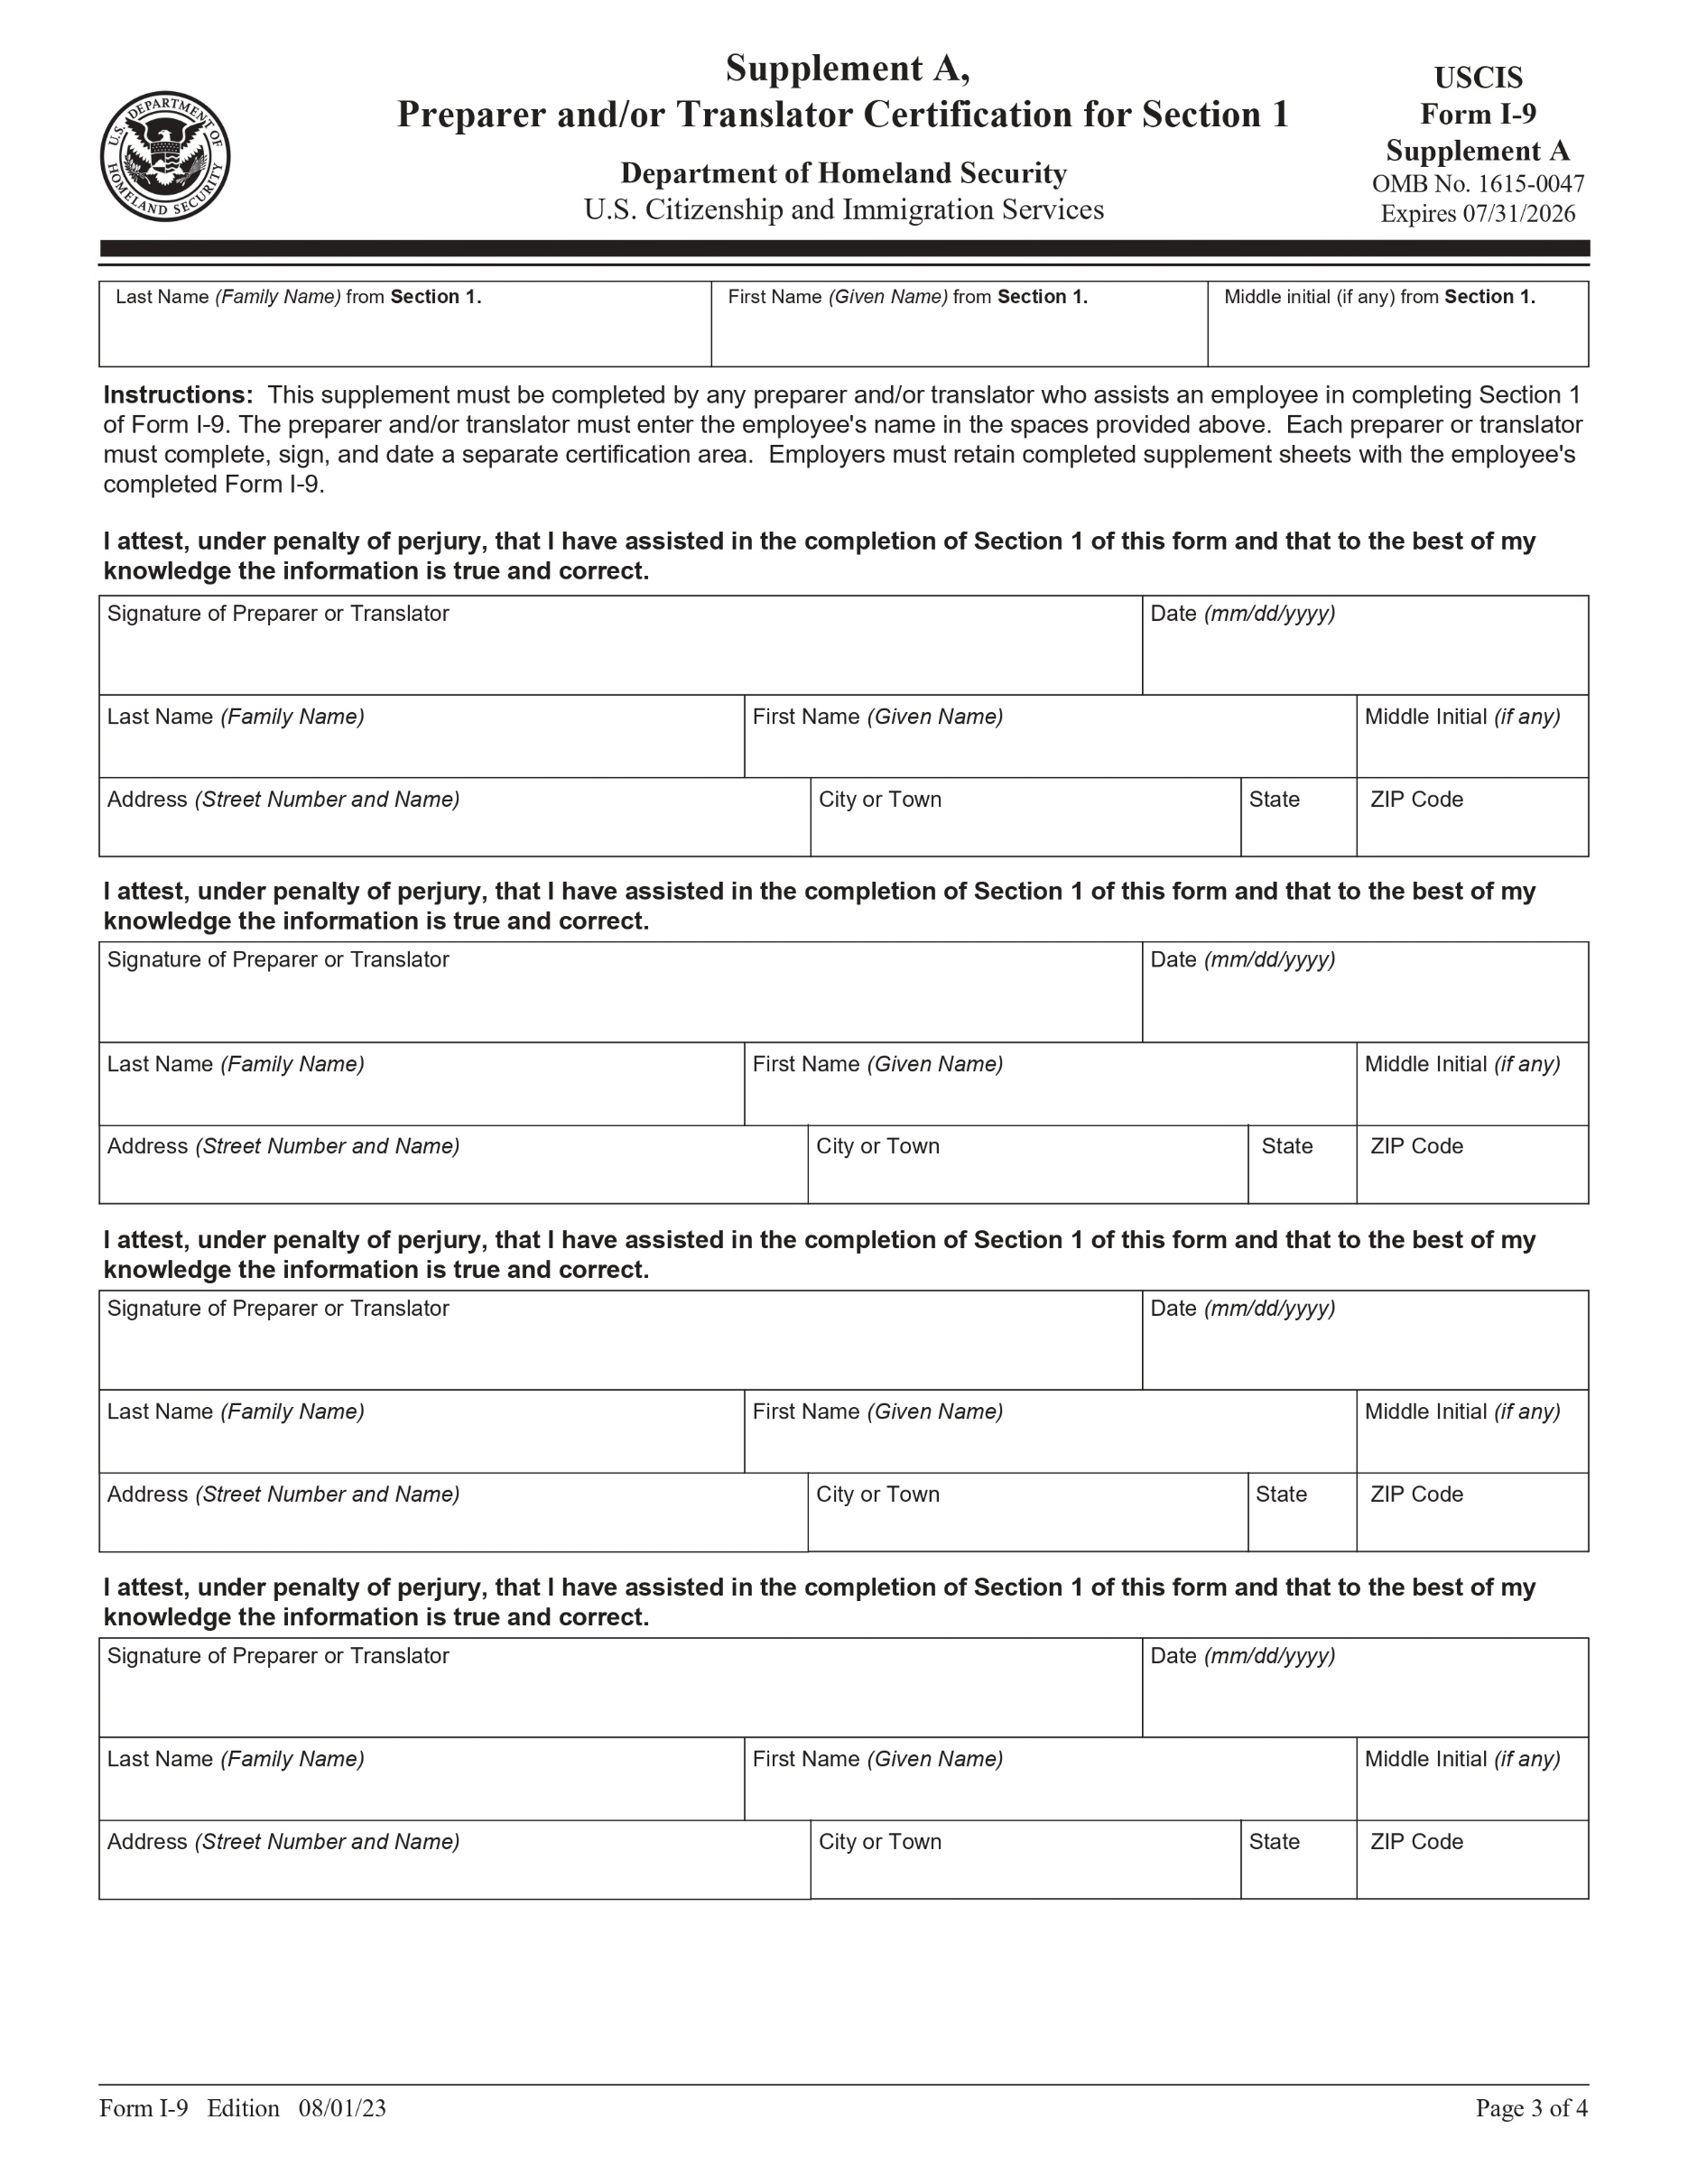 Supplement A,
Preparer and/or Translator Certification for Section 1
Department of Homeland Security
U.S. Citizenship and Immigration Services
U.S. DEPARTMENT OF HOMELAND SECURITY
USCIS
Form I-9
Supplement A
OMB No. 1615-0047
Expires 07/31/2026
Last Name (Family Name) from Section 1.
First Name (Given Name) from Section 1.
Middle initial (if any) from Section 1.
Instructions: This supplement must be completed by any preparer and/or translator who assists an employee in completing Section 1
of Form I-9. The preparer and/or translator must enter the employee's name in the spaces provided above. Each preparer or translator
must complete, sign, and date a separate certification area. Employers must retain completed supplement sheets with the employee's
completed Form I-9.
I attest, under penalty of perjury, that I have assisted in the completion of Section 1 of this form and that to the best of my
knowledge the information is true and correct.
Signature of Preparer or Translator
Date (mm/dd/yyyy)
Last Name (Family Name)
First Name (Given Name)
Middle Initial (if any)
Address (Street Number and Name)
City or Town
State
ZIP Code
I attest, under penalty of perjury, that I have assisted in the completion of Section 1 of this form and that to the best of my
knowledge the information is true and correct.
Signature of Preparer or Translator
Date (mm/dd/yyyy)
Last Name (Family Name)
First Name (Given Name)
Middle Initial (if any)
Address (Street Number and Name)
City or Town
State
ZIP Code
I attest, under penalty of perjury, that I have assisted in the completion of Section 1 of this form and that to the best of my
knowledge the information is true and correct.
Signature of Preparer or Translator
Date (mm/dd/yyyy)
Last Name (Family Name)
First Name (Given Name)
Middle Initial (if any)
Address (Street Number and Name)
City or Town
State
ZIP Code
I attest, under penalty of perjury, that I have assisted in the completion of Section 1 of this form and that to the best of my
knowledge the information is true and correct.
Signature of Preparer or Translator
Date (mm/dd/yyyy)
Last Name (Family Name)
First Name (Given Name)
Middle Initial (if any)
Address (Street Number and Name)
City or Town
State
ZIP Code
Form I-9 Edition 08/01/23
Page 3 of 4